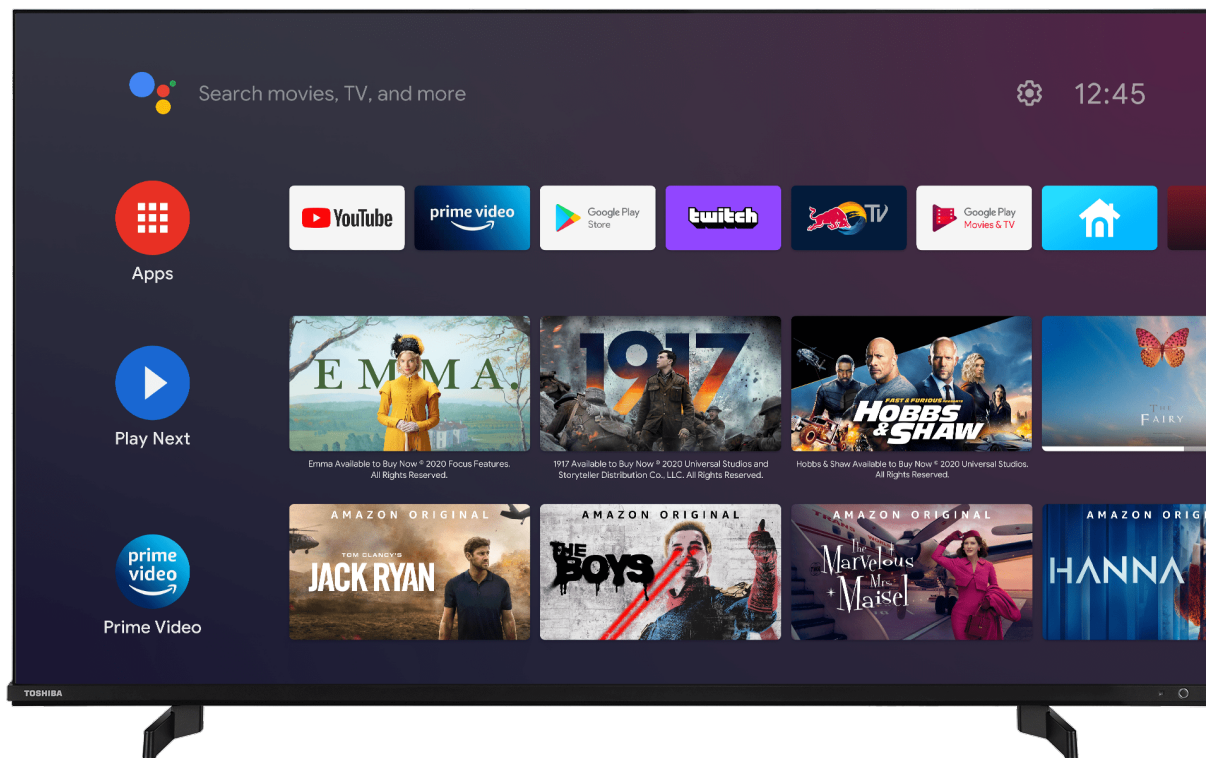 Search movies, TV, and more
12:45
YouTube
prime video
Google Play
Store
twitch
TV
Google Play
Movies & TV
Apps
EMMA.
1917
FAST & FURIOUS PRESENTS
HOBBS
& SHAW
THE
FAIRY
Play Next
Emma Available to Buy Now © 2020 Focus Features.
All Rights Reserved.
1917 Available to Buy Now © 2020 Universal Studios and
Storyteller Distribution Co., LLC. All Rights Reserved.
Hobbs & Shaw Available to Buy Now © 2020 Universal Studios.
All Rights Reserved.
AMAZON ORIGINAL
TOM CLANCY'S
JACK RYAN
AMAZON ORIGINAL
THE
BOYS
AMAZON ORIGINAL
The
Marvelous
Mrs.
Maisel
AMAZON ORIG
HANNA
prime
video
Prime Video
TOSHIBA